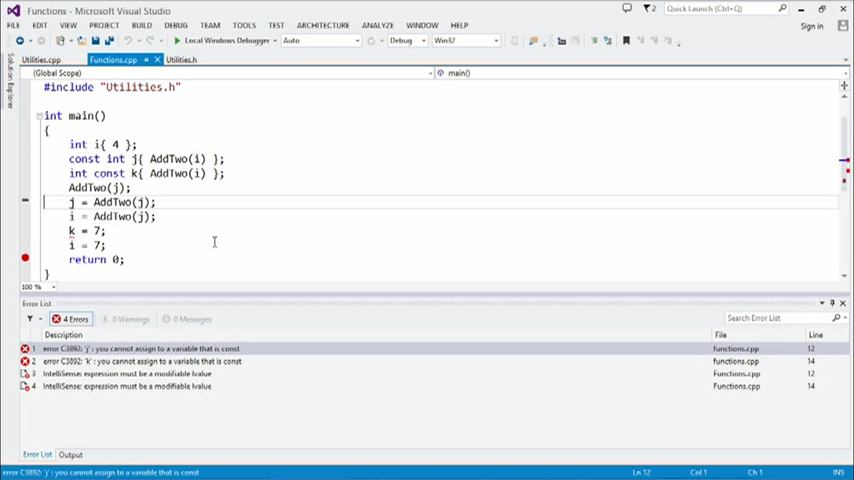 Functions - Microsoft Visual Studio
2
Quick Launch (Ctrl+Q)
FILE EDIT VIEW PROJECT BUILD DEBUG TEAM TOOLS TEST ARCHITECTURE ANALYZE WINDOW HELP
Sign in
Local Windows Debugger Auto Debug Win32
Utilities.cpp Functions.cpp Utilities.h
Solution Explorer
(Global Scope) main()
#include "Utilities.h"
int main()
{
int i{ 4 };
const int j{ AddTwo(i) };
int const k{ AddTwo(i) };
AddTwo(j);
j = AddTwo(j);
i = AddTwo(j);
k = 7;
i = 7;
return 0;
}
100 %
Error List
4 Errors 0 Warnings 0 Messages Search Error List
Description File Line
1 error C3892: 'j' : you cannot assign to a variable that is const functions.cpp 12
2 error C3892: 'k' : you cannot assign to a variable that is const functions.cpp 14
3 IntelliSense: expression must be a modifiable lvalue Functions.cpp 12
4 IntelliSense: expression must be a modifiable lvalue Functions.cpp 14
Error List Output
error C3892: 'j' : you cannot assign to a variable that is const Ln 12 Col 1 Ch 1 INS